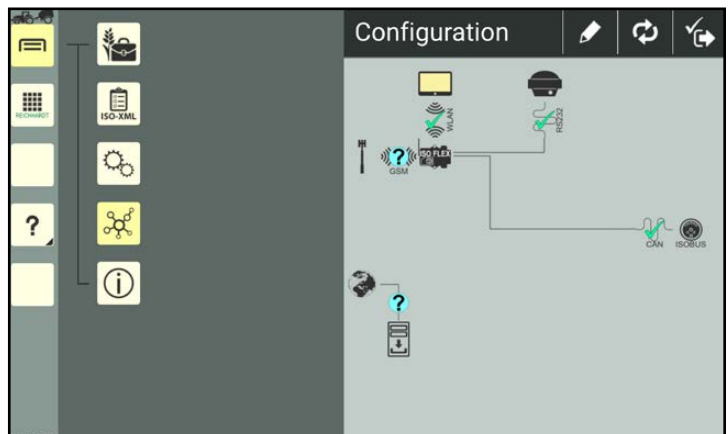 Configuration
REICHHARDT
ISO-XML
WLAN
RS232
?
ISO FLEX
GSM
?
CAN
ISOBUS
?